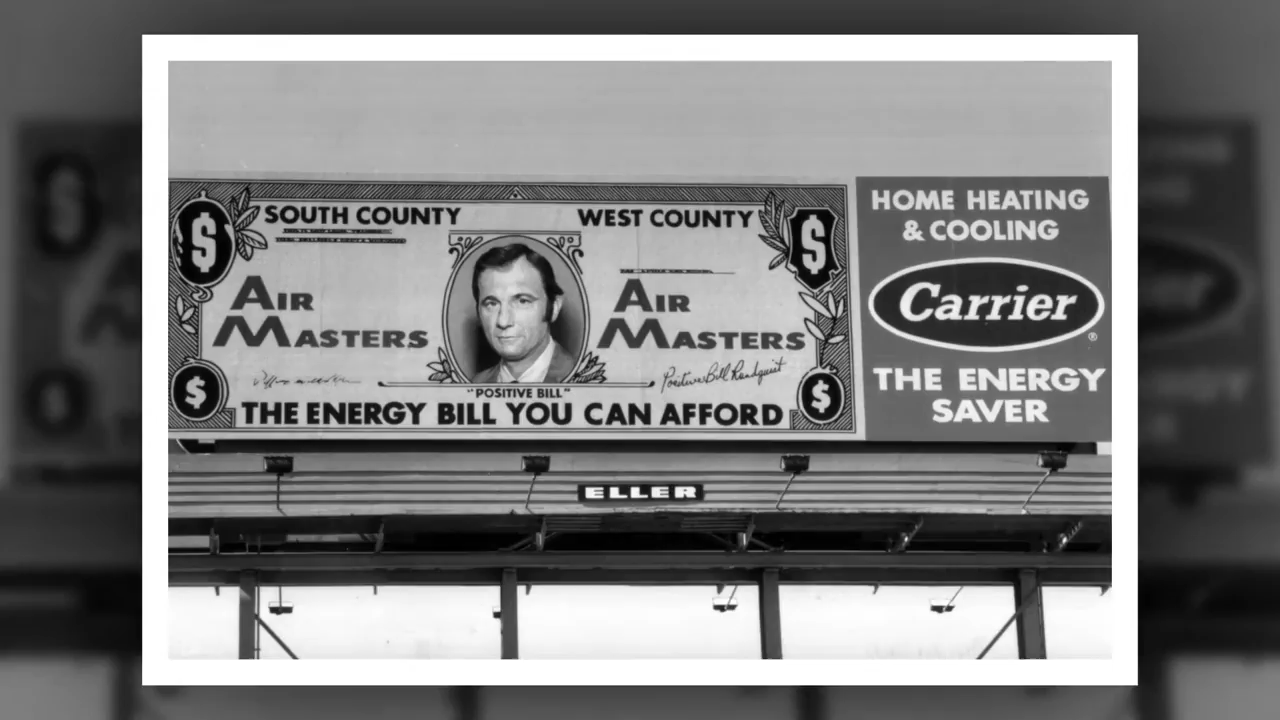 SOUTH COUNTY
WEST COUNTY
AIR
MASTERS
AIR
MASTERS
"POSITIVE BILL"
Positive Bill Rendquist
THE ENERGY BILL YOU CAN AFFORD
HOME HEATING
& COOLING
Carrier
®
THE ENERGY
SAVER
ELLER
$
$
$
$